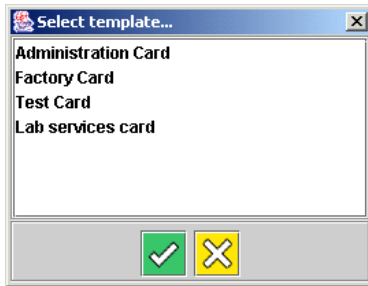 Select template...
Administration Card
Factory Card
Test Card
Lab services card